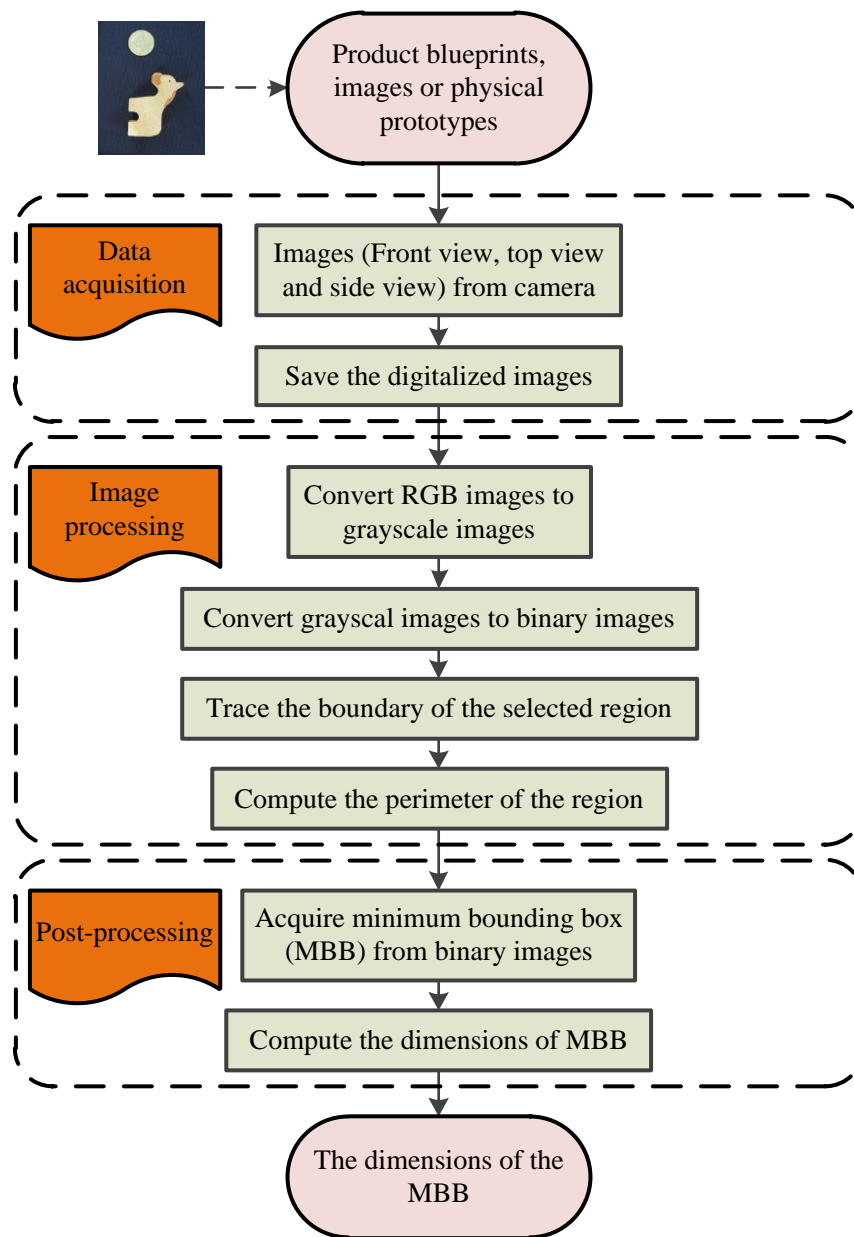 Product blueprints,
images or physical
prototypes
Data
acquisition
Images (Front view, top view
and side view) from camera
Save the digitalized images
Image
processing
Convert RGB images to
grayscale images
Convert grayscal images to binary images
Trace the boundary of the selected region
Compute the perimeter of the region
Post-processing
Acquire minimum bounding box
(MBB) from binary images
Compute the dimensions of MBB
The dimensions of the
MBB